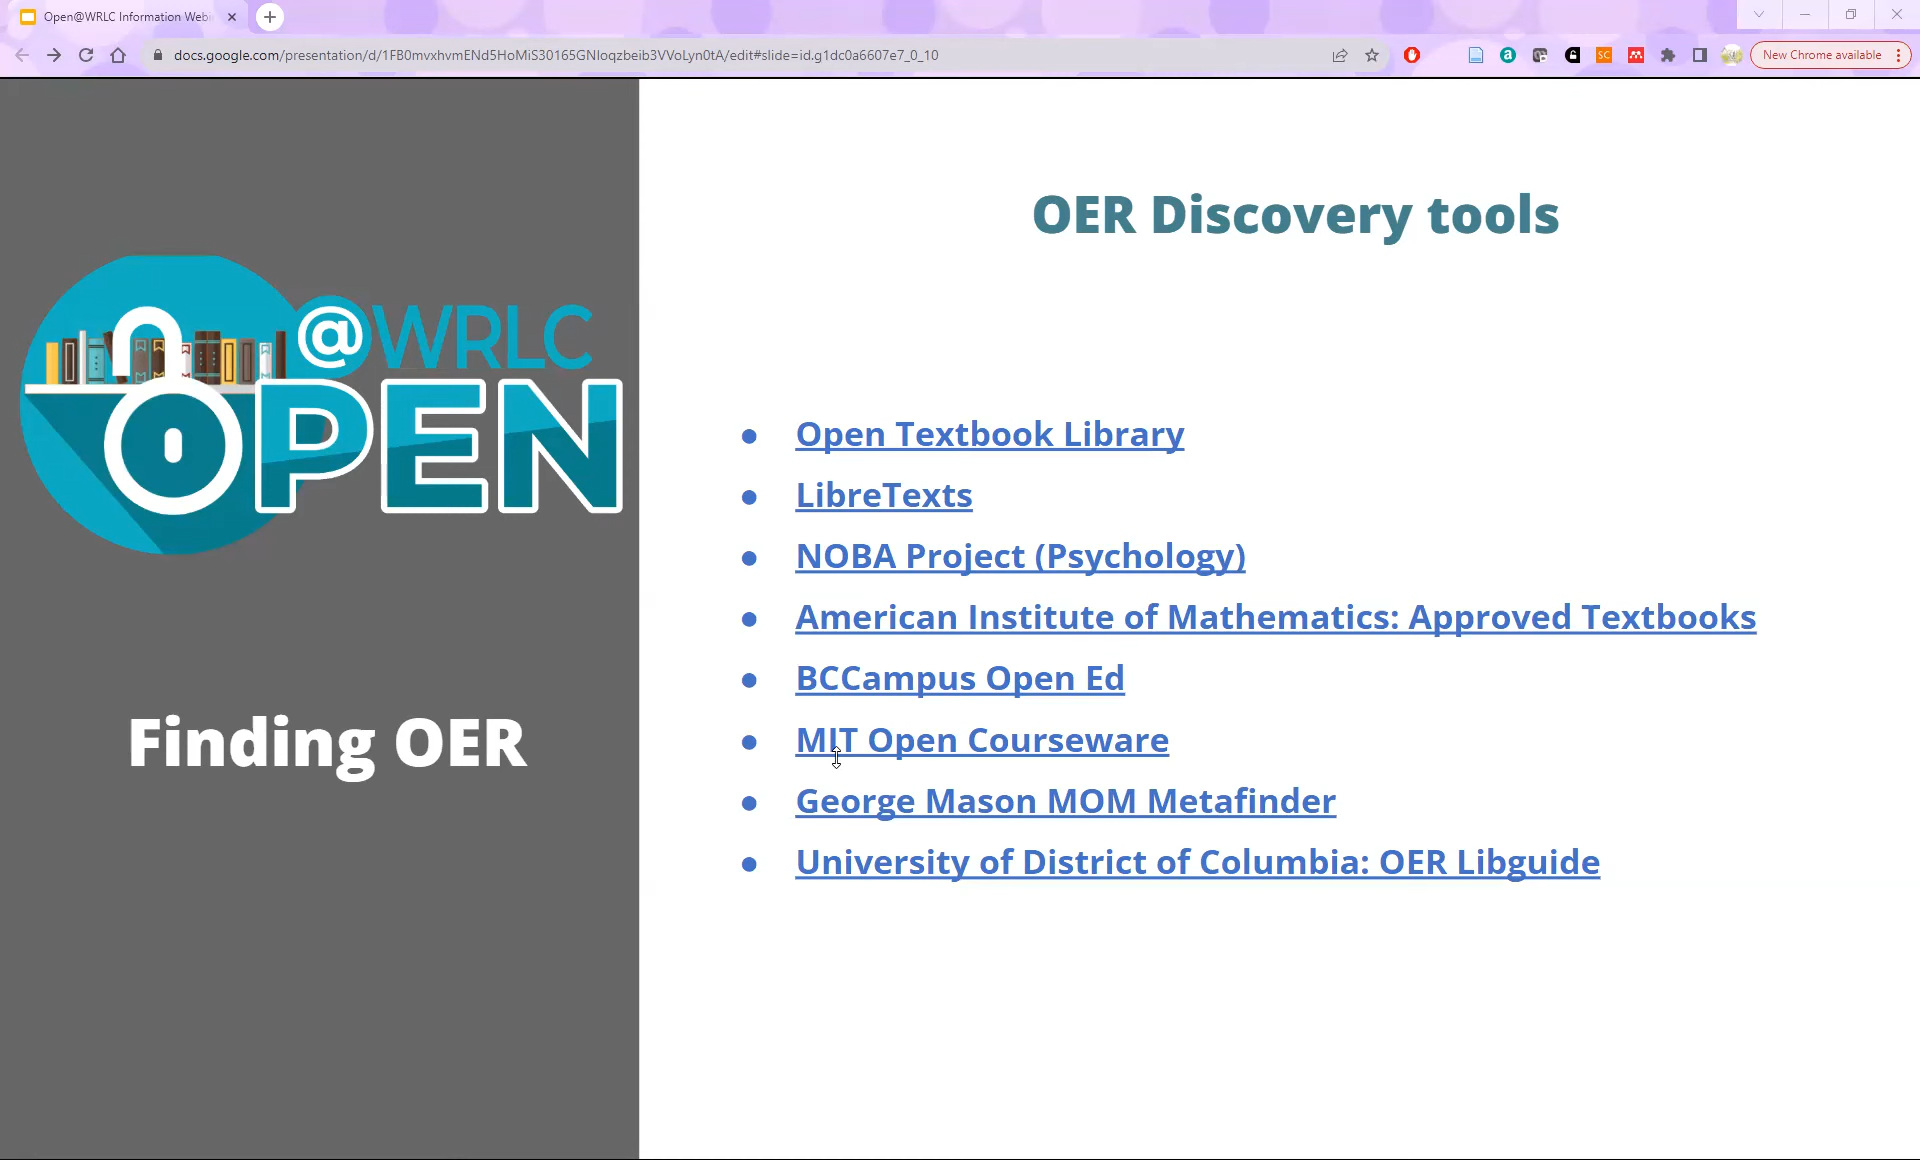 Open@WRLC Information Webi
docs.google.com/presentation/d/1FB0mvxhvmENd5HoMiS30165GNloqzbeib3VVoLyn0tA/edit#slide=id.g1dc0a6607e7_0_10
New Chrome available
@WRLC
OPEN
Finding OER
OER Discovery tools
Open Textbook Library
LibreTexts
NOBA Project (Psychology)
American Institute of Mathematics: Approved Textbooks
BCCampus Open Ed
MIT Open Courseware
George Mason MOM Metafinder
University of District of Columbia: OER Libguide